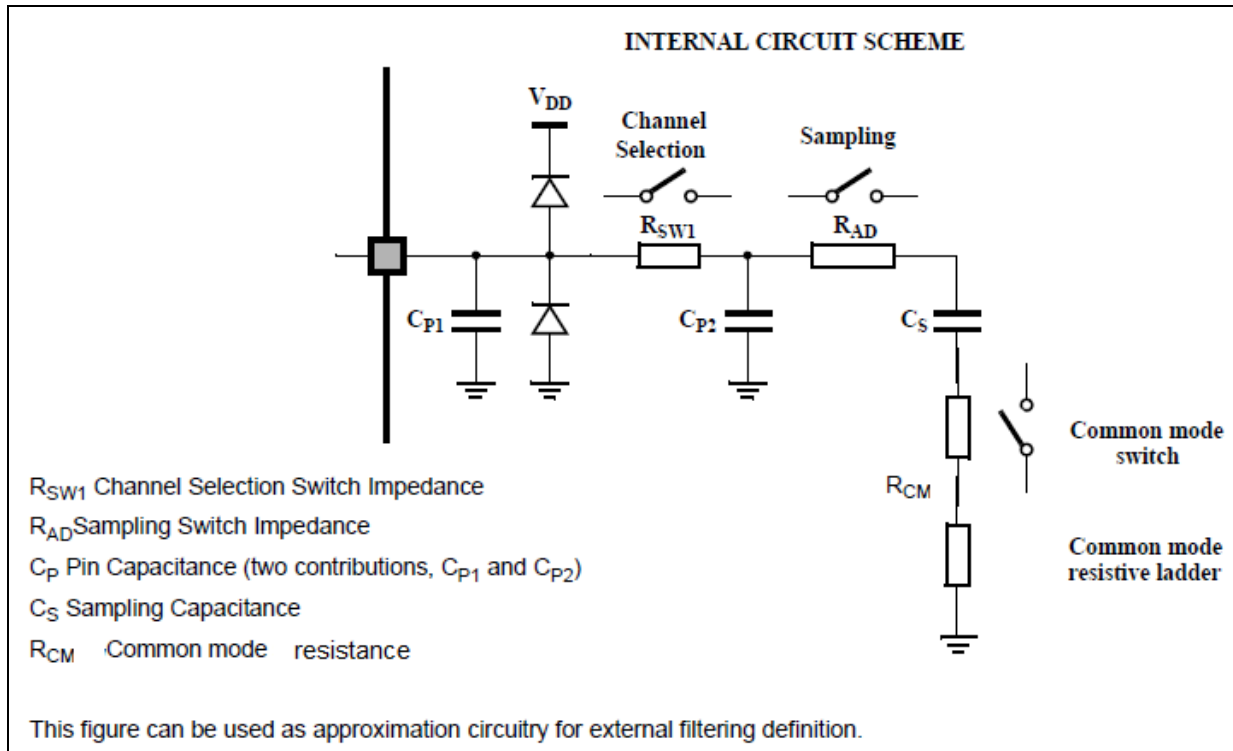 INTERNAL CIRCUIT SCHEME
VDD
Channel
Selection
Sampling
RSW1
RAD
CP1
CP2
CS
RCM
Common mode
switch
Common mode
resistive ladder
RSW1 Channel Selection Switch Impedance
RADSampling Switch Impedance
CP Pin Capacitance (two contributions, CP1 and CP2)
CS Sampling Capacitance
RCM Common mode resistance
This figure can be used as approximation circuitry for external filtering definition.